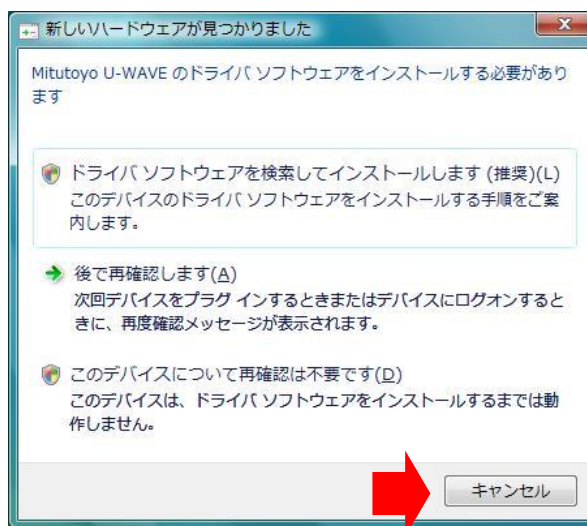 新しいハードウェアが見つかりました
Mitutoyo U-WAVE のドライバ ソフトウェアをインストールする必要があり
ます
ドライバ ソフトウェアを検索してインストールします (推奨)(L)
このデバイスのドライバ ソフトウェアをインストールする手順をご案
内します。
後で再確認します(A)
次回デバイスをプラグ インするときまたはデバイスにログオンすると
きに、再度確認メッセージが表示されます。
このデバイスについて再確認は不要です(D)
このデバイスは、ドライバ ソフトウェアをインストールするまでは動
作しません。
キャンセル